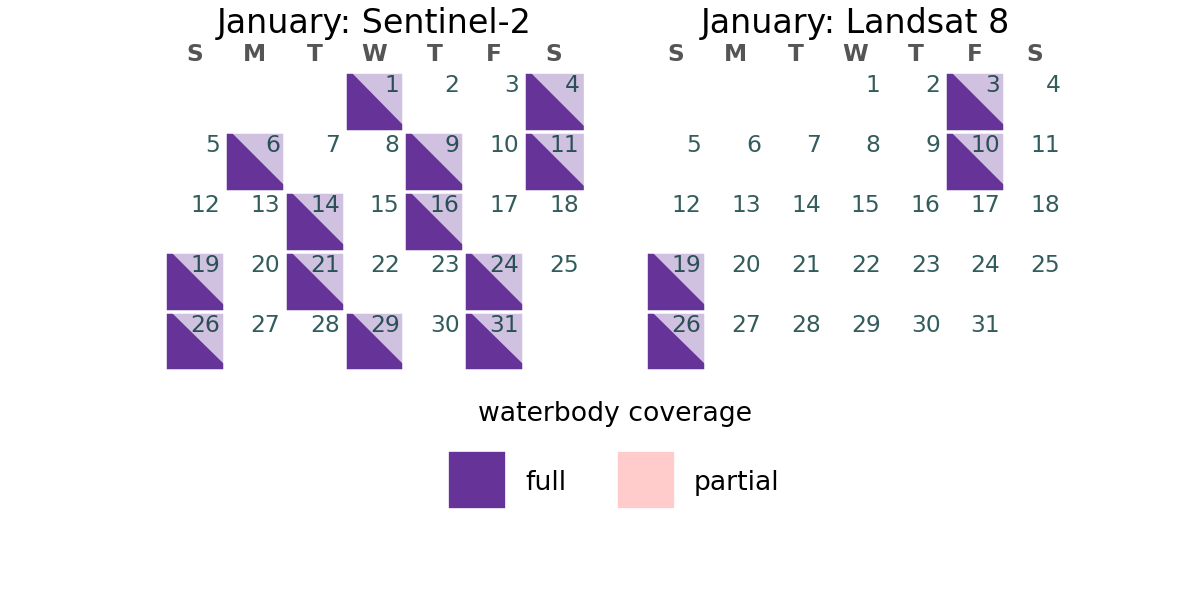 January: Sentinel-2
S M T W T F S
1 2 3 4
5 6 7 8 9 10 11
12 13 14 15 16 17 18
19 20 21 22 23 24 25
26 27 28 29 30 31
January: Landsat 8
S M T W T F S
1 2 3 4
5 6 7 8 9 10 11
12 13 14 15 16 17 18
19 20 21 22 23 24 25
26 27 28 29 30 31
waterbody coverage
full partial